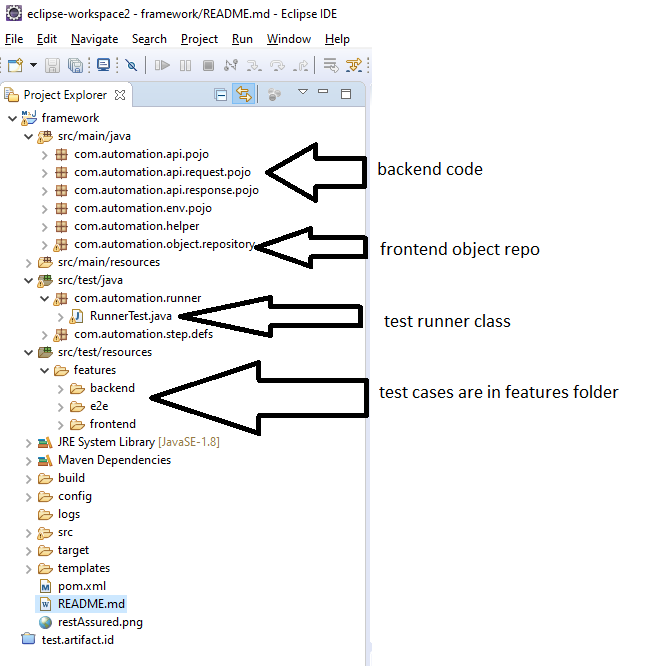 eclipse-workspace2 - framework/README.md - Eclipse IDE
File Edit Navigate Search Project Run Window Help
Project Explorer
framework
src/main/java
com.automation.api.pojo
com.automation.api.request.pojo
backend code
com.automation.api.response.pojo
com.automation.env.pojo
com.automation.helper
com.automation.object.repository
frontend object repo
src/main/resources
src/test/java
com.automation.runner
RunnerTest.java
test runner class
com.automation.step.defs
src/test/resources
features
backend
test cases are in features folder
e2e
frontend
JRE System Library [JavaSE-1.8]
Maven Dependencies
build
config
logs
src
target
templates
pom.xml
README.md
restAssured.png
test.artifact.id